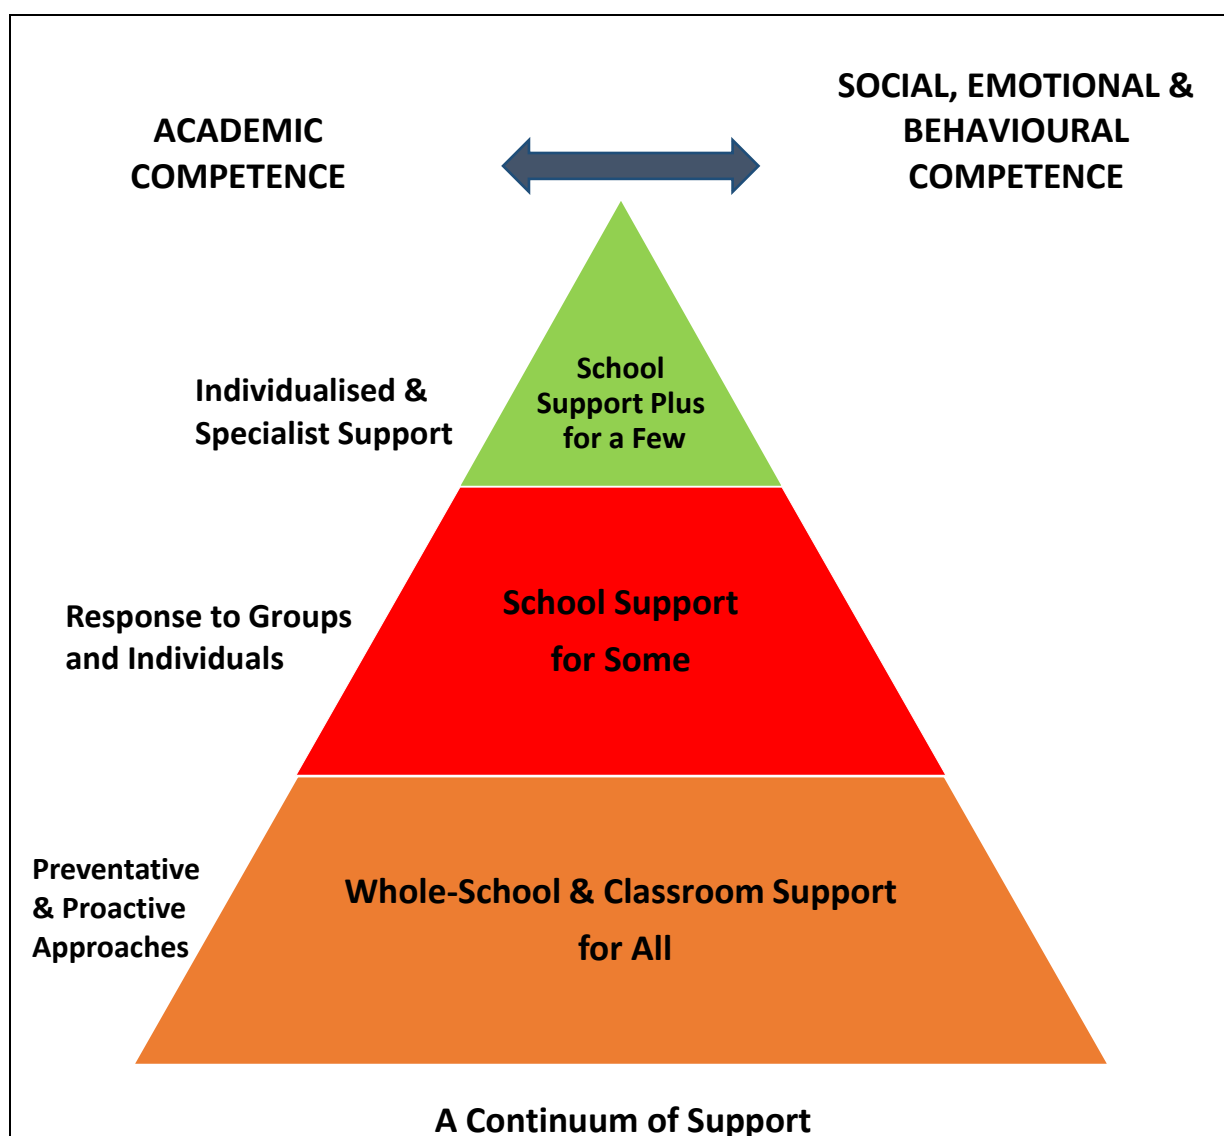 ACADEMIC
COMPETENCE
SOCIAL, EMOTIONAL &
BEHAVIOURAL
COMPETENCE
Individualised &
Specialist Support
School
Support Plus
for a Few
Response to Groups
and Individuals
School Support
for Some
Preventative
& Proactive
Approaches
Whole-School & Classroom Support
for All
A Continuum of Support